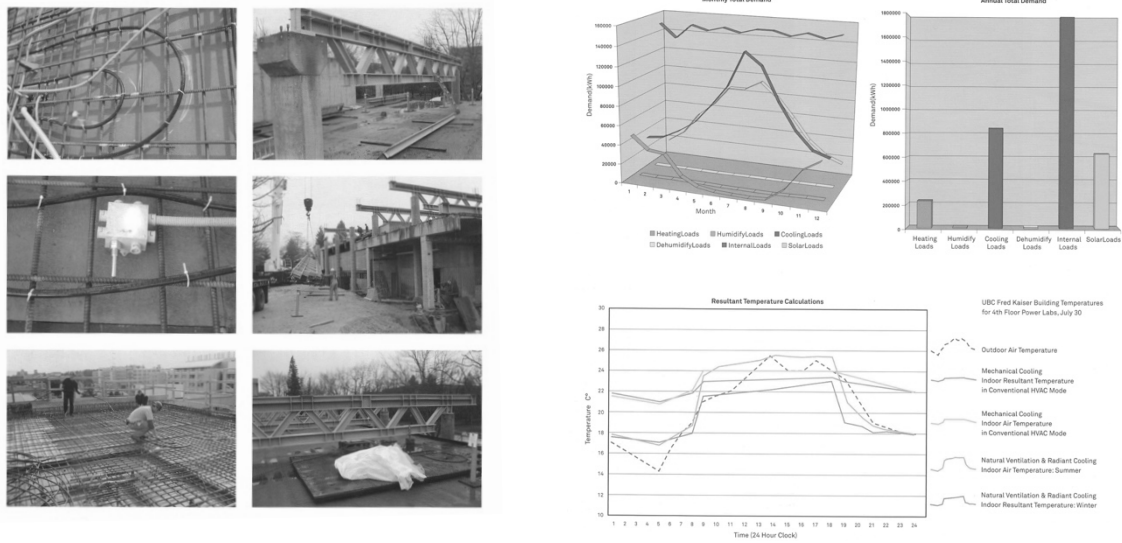 Monthly Total Demand
160000
160000
140000
120000
100000
80000
60000
40000
20000
0
Demand(kWh)
1 2 3 4 5 6 7 8 9 10 11 12
Month
HeatingLoads HumidifyLoads CoolingLoads
DehumidifyLoads InternalLoads SolarLoads
Annual Total Demand
1800000
1600000
1400000
1200000
1000000
800000
600000
400000
200000
0
Demand(kWh)
Heating Loads
Humidify Loads
Cooling Loads
Dehumidify Loads
Internal Loads
SolarLoads
Resultant Temperature Calculations
30
28
26
24
22
20
18
16
14
12
10
Temperature C°
1 2 3 4 5 6 7 8 9 10 11 12 13 14 15 16 17 18 19 20 21 22 23 24
Time (24 Hour Clock)
UBC Fred Kaiser Building Temperatures
for 4th Floor Power Labs, July 30
Outdoor Air Temperature
Mechanical Cooling
Indoor Resultant Temperature
in Conventional HVAC Mode
Mechanical Cooling
Indoor Air Temperature
in Conventional HVAC Mode
Natural Ventilation & Radiant Cooling
Indoor Air Temperature: Summer
Natural Ventilation & Radiant Cooling
Indoor Resultant Temperature: Winter